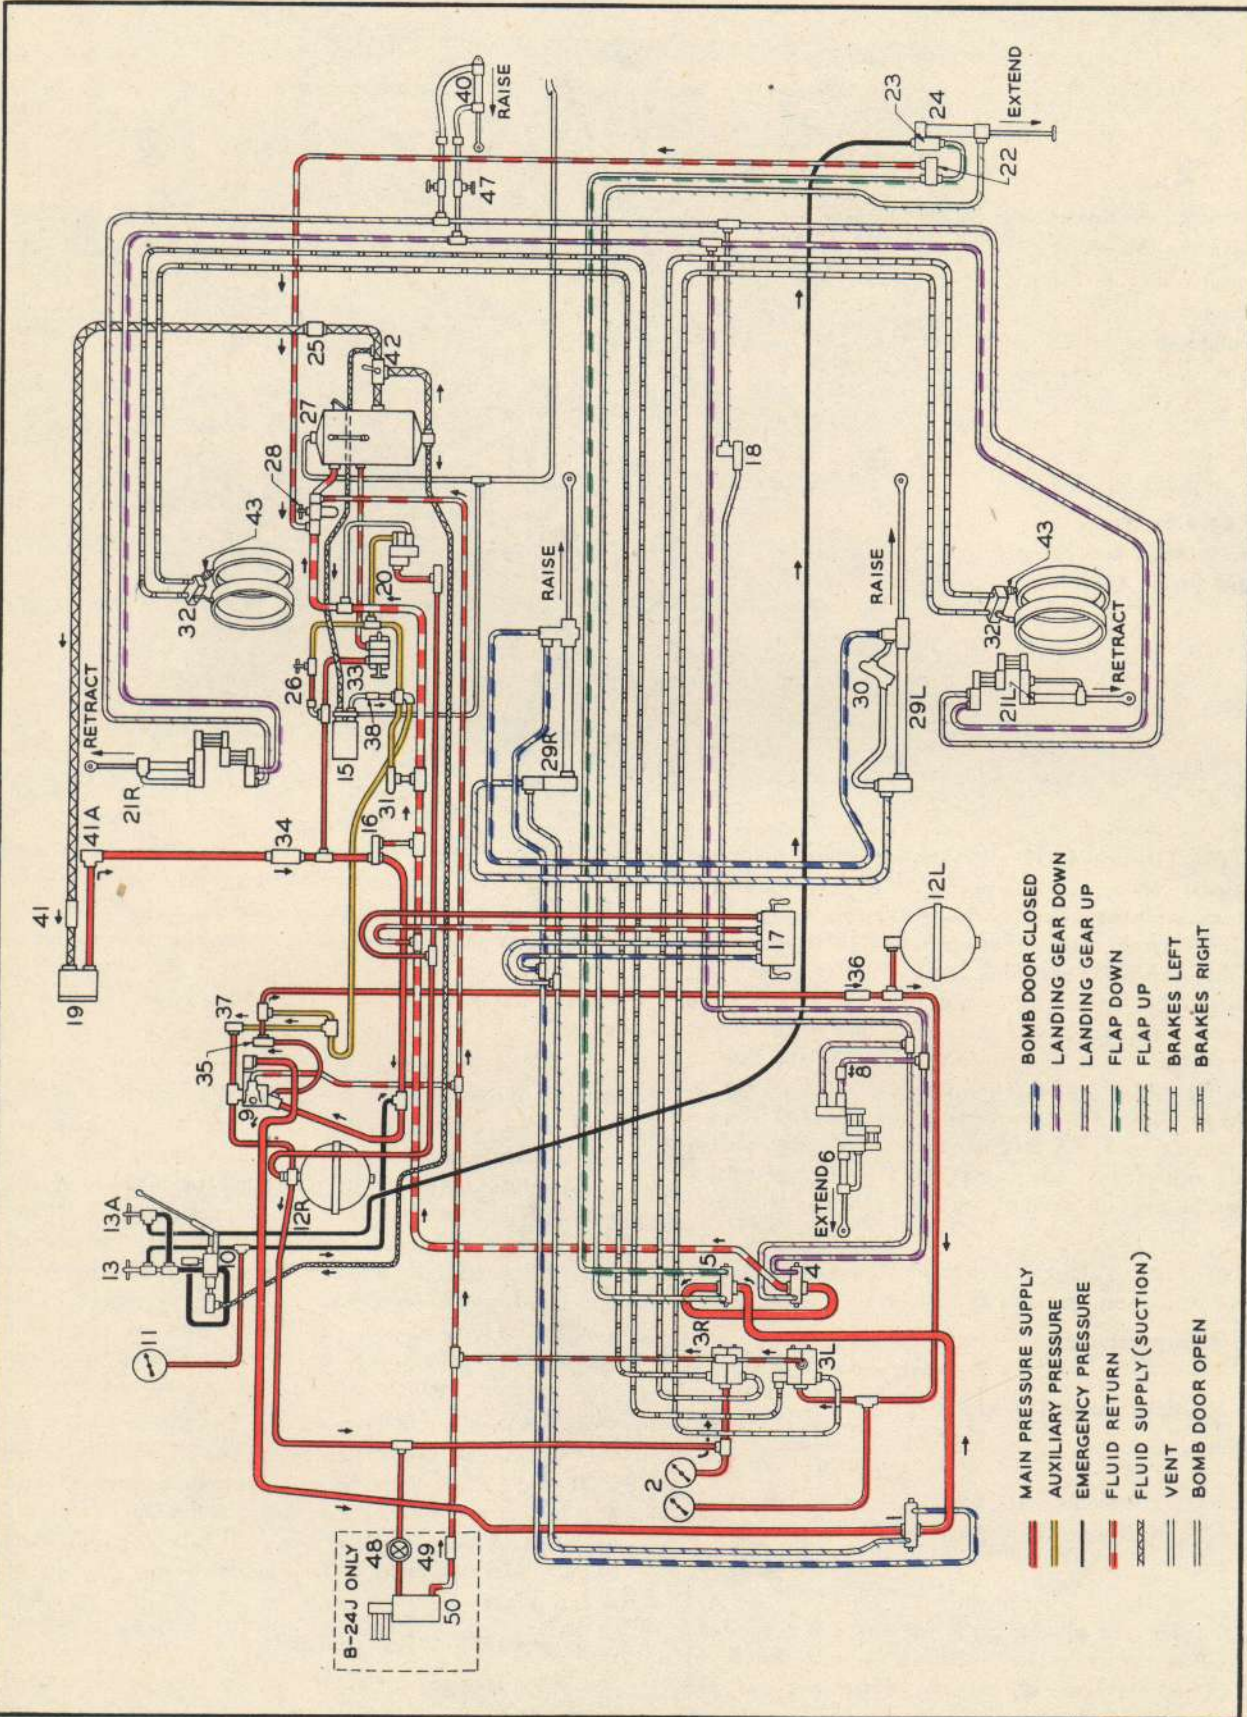 19
41
41A
21R
RETRACT
34
16
31
38
15
26
33
20
28
27
25
42
32
43
40
RAISE
47
37
35
9
12R
13A
13
11
B-24J ONLY
48
49
50
2
3R
3L
5
4
EXTEND
6
8
36
12L
17
29R
RAISE
18
30
RAISE
29L
21L
RETRACT
32
43
23
24
22
EXTEND
1
MAIN PRESSURE SUPPLY
AUXILIARY PRESSURE
EMERGENCY PRESSURE
FLUID RETURN
FLUID SUPPLY (SUCTION)
VENT
BOMB DOOR OPEN
BOMB DOOR CLOSED
LANDING GEAR DOWN
LANDING GEAR UP
FLAP DOWN
FLAP UP
BRAKES LEFT
BRAKES RIGHT